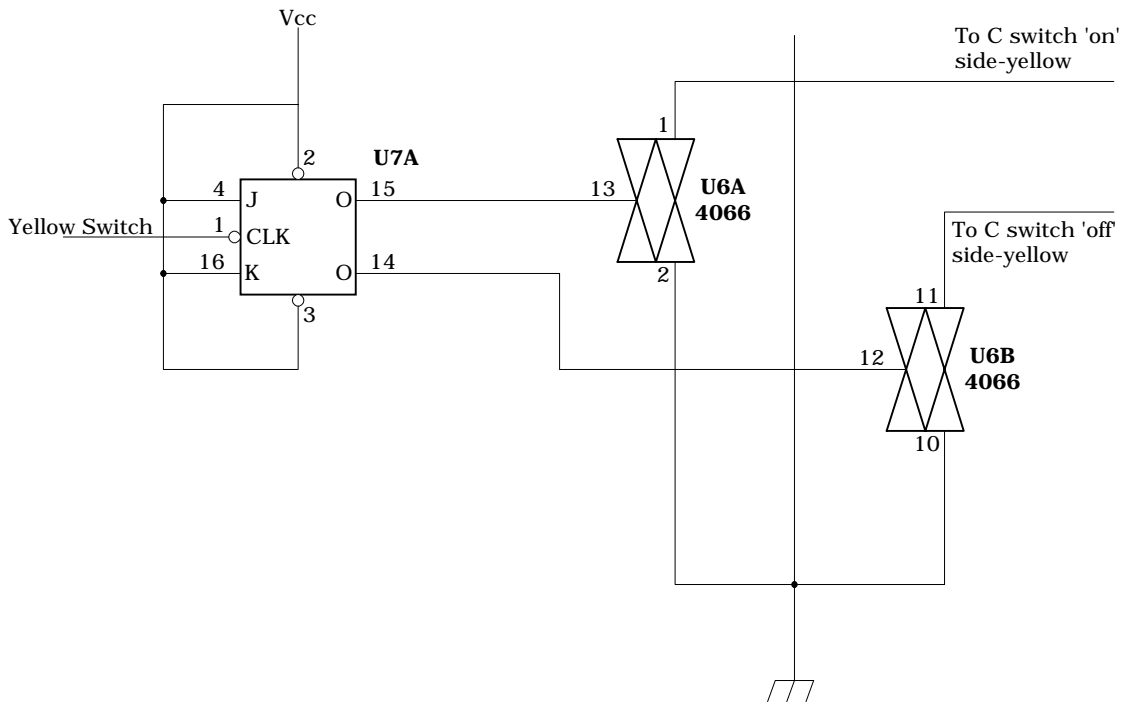 Vcc
To C switch 'on'
side-yellow
1
2
U7A
4
J
O
15
13
U6A
4066
Yellow Switch
1
CLK
To C switch 'off'
side-yellow
16
K
O
14
2
3
11
12
U6B
4066
10